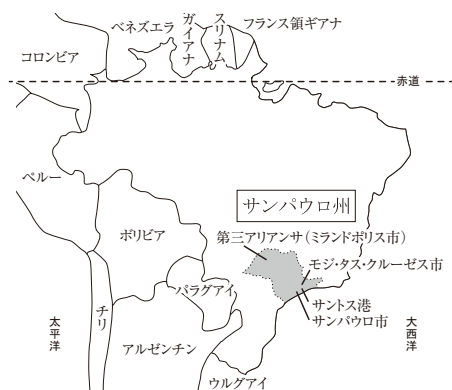 ベネズエラ
ガイアナ
スリナム
フランス領ギアナ
コロンビア
赤道
ペルー
サンパウロ州
第三アリアンサ（ミランドポリス市）
ボリビア
モジ・タス・クルーゼス市
パラグアイ
サントス港
サンパウロ市
チリ
太平洋
大西洋
アルゼンチン
ウルグアイ